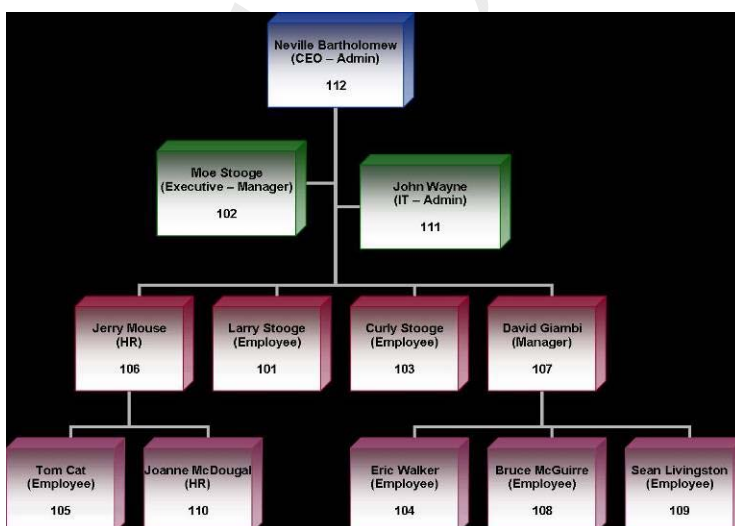 Neville Bartholomew
(CEO – Admin)
112
Moe Stooge
(Executive – Manager)
102
John Wayne
(IT – Admin)
111
Jerry Mouse
(HR)
106
Larry Stooge
(Employee)
101
Curly Stooge
(Employee)
103
David Giambi
(Manager)
107
Tom Cat
(Employee)
105
Joanne McDougal
(HR)
110
Eric Walker
(Employee)
104
Bruce McGuirre
(Employee)
108
Sean Livingston
(Employee)
109